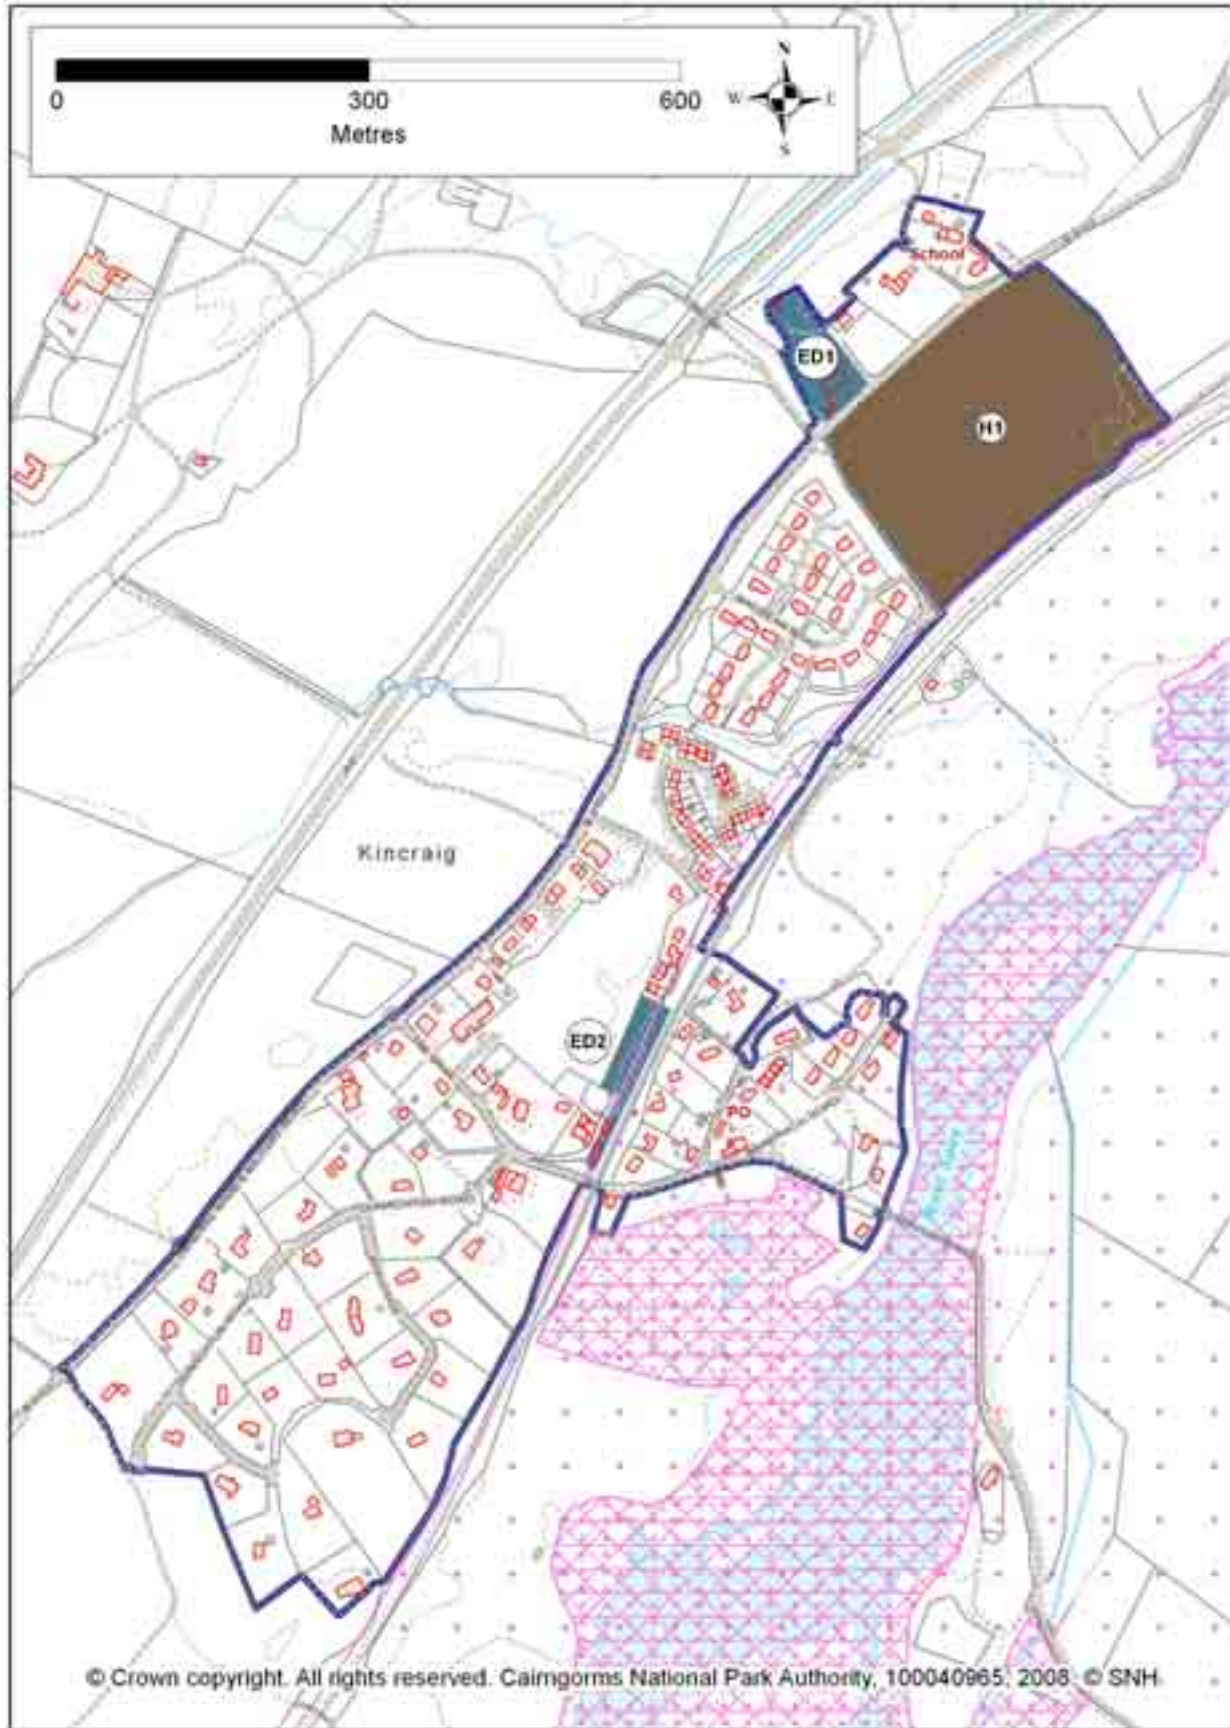 N
W E
S
0 300 600
Metres
School
ED1
H1
Kincraig
ED2
PO
© Crown copyright. All rights reserved. Cairngorms National Park Authority, 100040965, 2008. © SNH